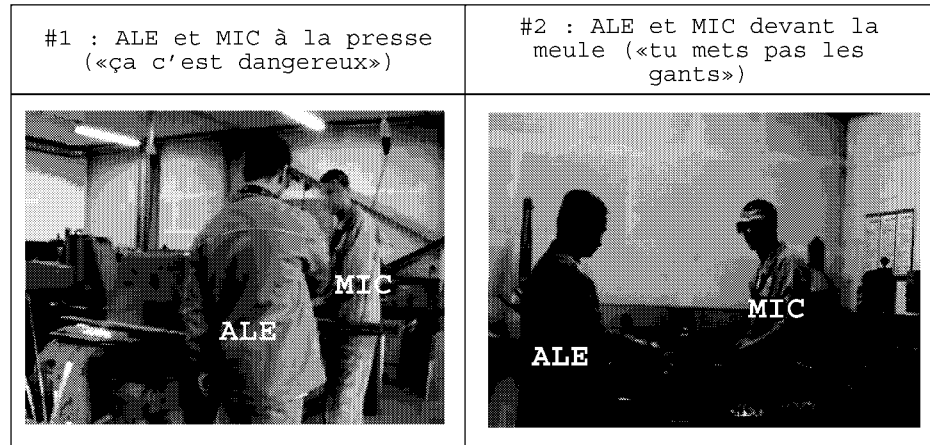 #1 : ALE et MIC à la presse
(«ça c'est dangereux»)
#2 : ALE et MIC devant la
meule («tu mets pas les
gants»)
MIC
ALE
MIC
ALE